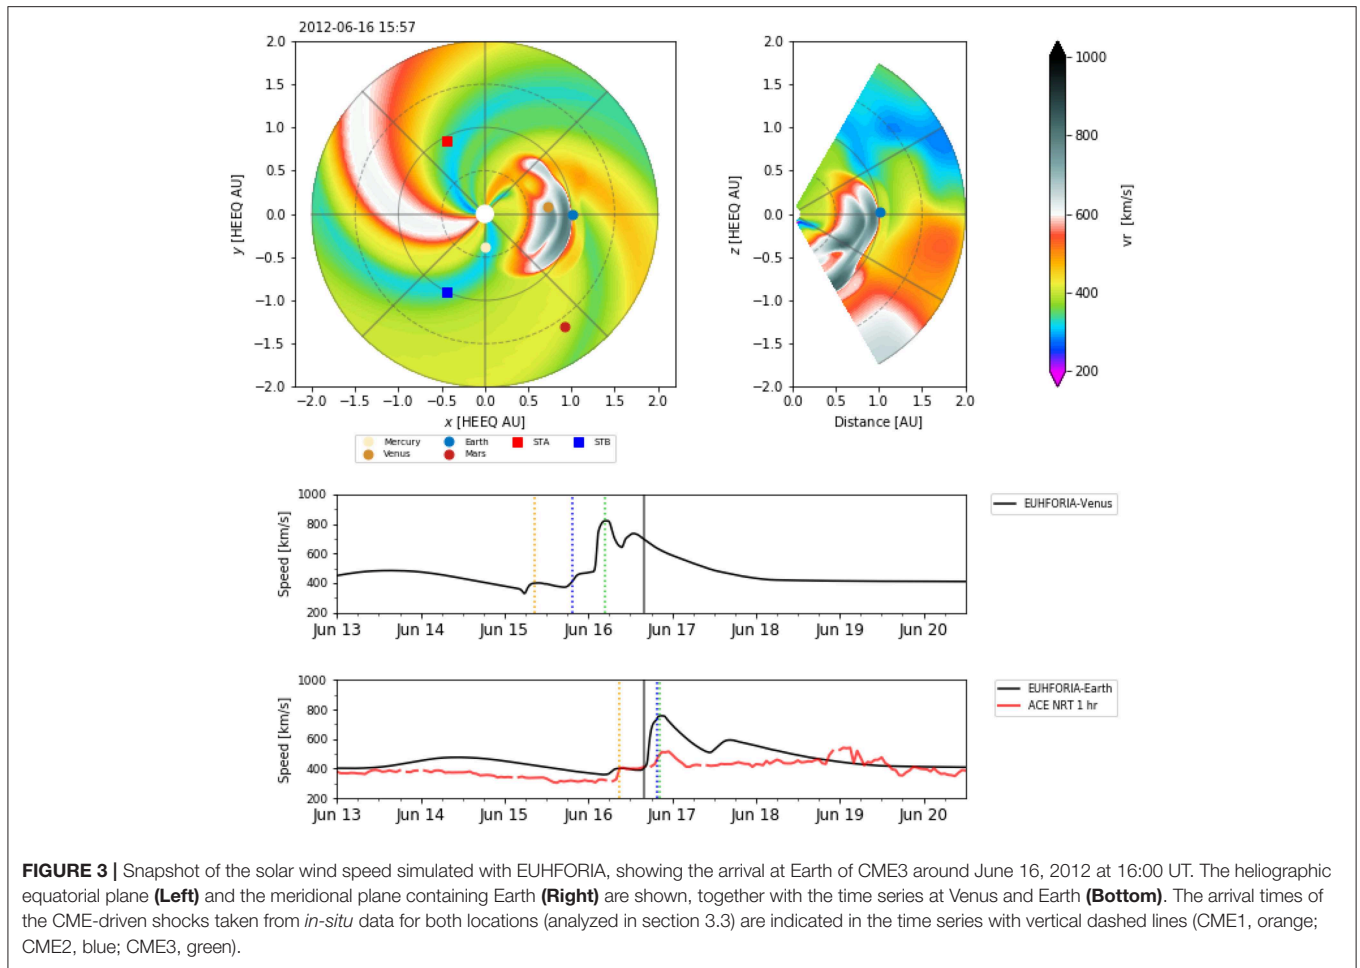 2012-06-16 15:57
2.0
1.5
1.0
0.5
0.0
−0.5
−1.0
−1.5
−2.0
y [HEEQ AU]
−2.0 −1.5 −1.0 −0.5 0.0 0.5 1.0 1.5 2.0
x [HEEQ AU]
2.0
1.5
1.0
0.5
0.0
−0.5
−1.0
−1.5
−2.0
z [HEEQ AU]
0.0 0.5 1.0 1.5 2.0
Distance [AU]
1000
800
600
400
200
vr [km/s]
Mercury Earth STA STB
Venus Mars
1000
800
600
400
200
Speed [km/s]
Jun 13 Jun 14 Jun 15 Jun 16 Jun 17 Jun 18 Jun 19 Jun 20
EUHFORIA-Venus
1000
800
600
400
200
Speed [km/s]
Jun 13 Jun 14 Jun 15 Jun 16 Jun 17 Jun 18 Jun 19 Jun 20
EUHFORIA-Earth
ACE NRT 1 hr
FIGURE 3 | Snapshot of the solar wind speed simulated with EUHFORIA, showing the arrival at Earth of CME3 around June 16, 2012 at 16:00 UT. The heliographic
equatorial plane (Left) and the meridional plane containing Earth (Right) are shown, together with the time series at Venus and Earth (Bottom). The arrival times of
the CME-driven shocks taken from in-situ data for both locations (analyzed in section 3.3) are indicated in the time series with vertical dashed lines (CME1, orange;
CME2, blue; CME3, green).